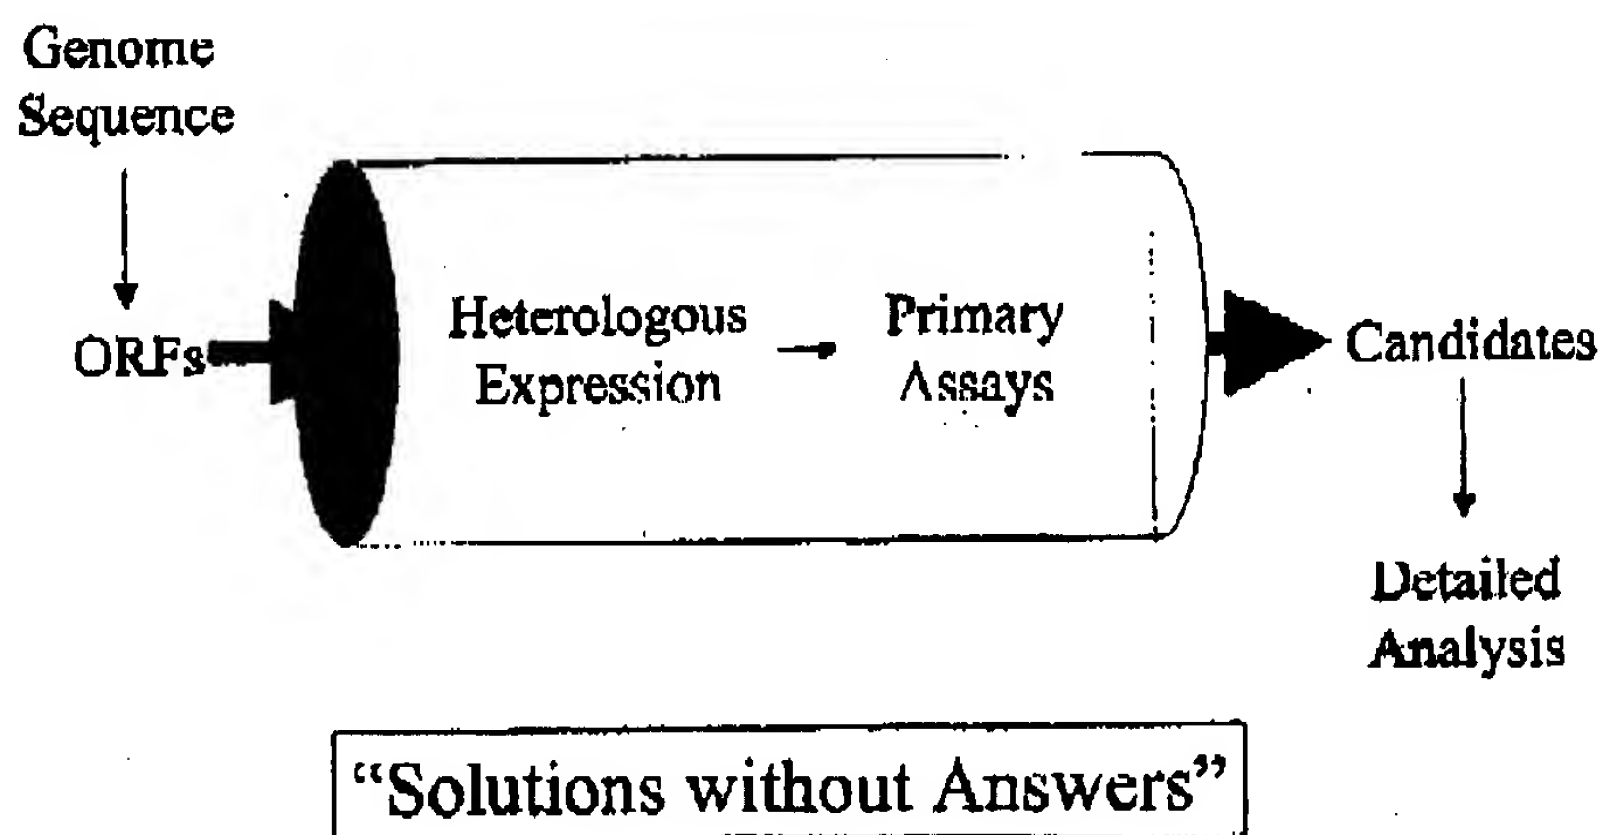 Genome
Sequence
ORFs
Heterologous
Expression
Primary
Assays
Candidates
Detailed
Analysis
“Solutions without Answers”